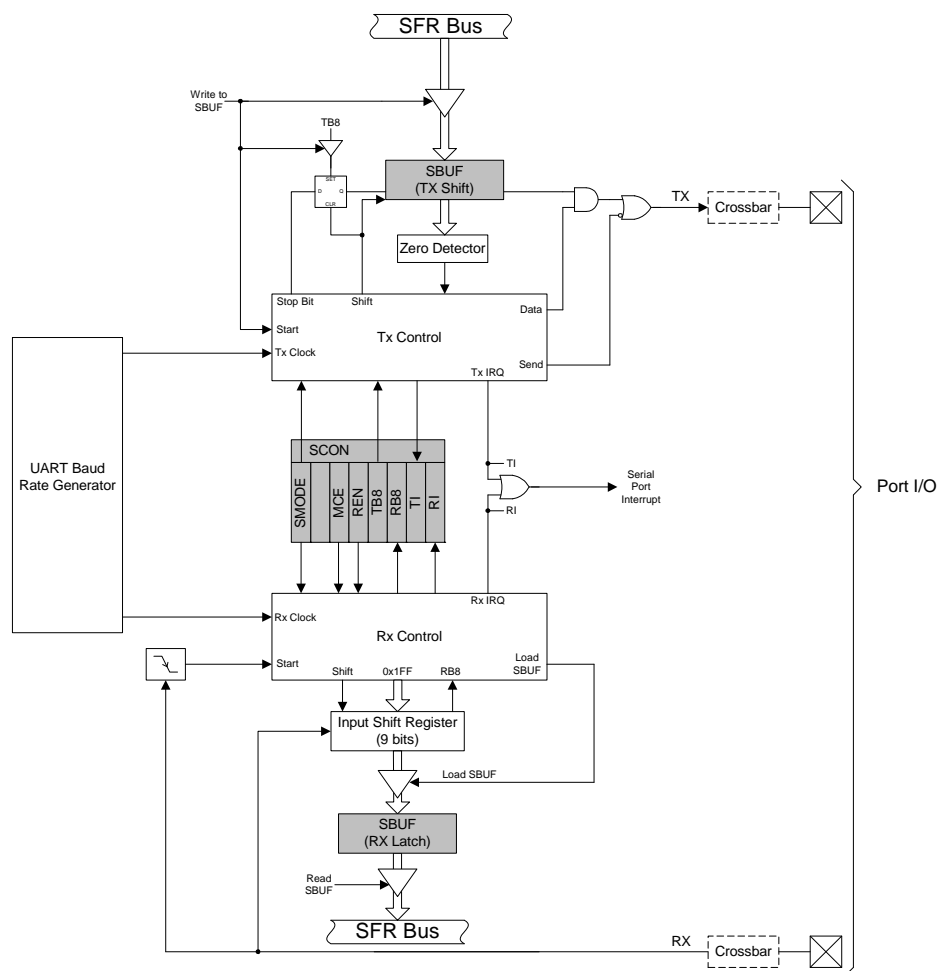 SFR Bus
Write to
SBUF
TB8
SBUF
(TX Shift)
SET
D
Q
CLR
TX
Crossbar
Zero Detector
Stop Bit
Shift
Data
Start
Tx Control
Tx Clock
Send
Tx IRQ
UART Baud
Rate Generator
SCON
SMODE
MCE
REN
TB8
RB8
TI
RI
TI
RI
Serial
Port
Interrupt
Port I/O
Rx IRQ
Rx Clock
Rx Control
Start
Load
SBUF
Shift
0x1FF
RB8
Input Shift Register
(9 bits)
Load SBUF
SBUF
(RX Latch)
Read
SBUF
SFR Bus
RX
Crossbar